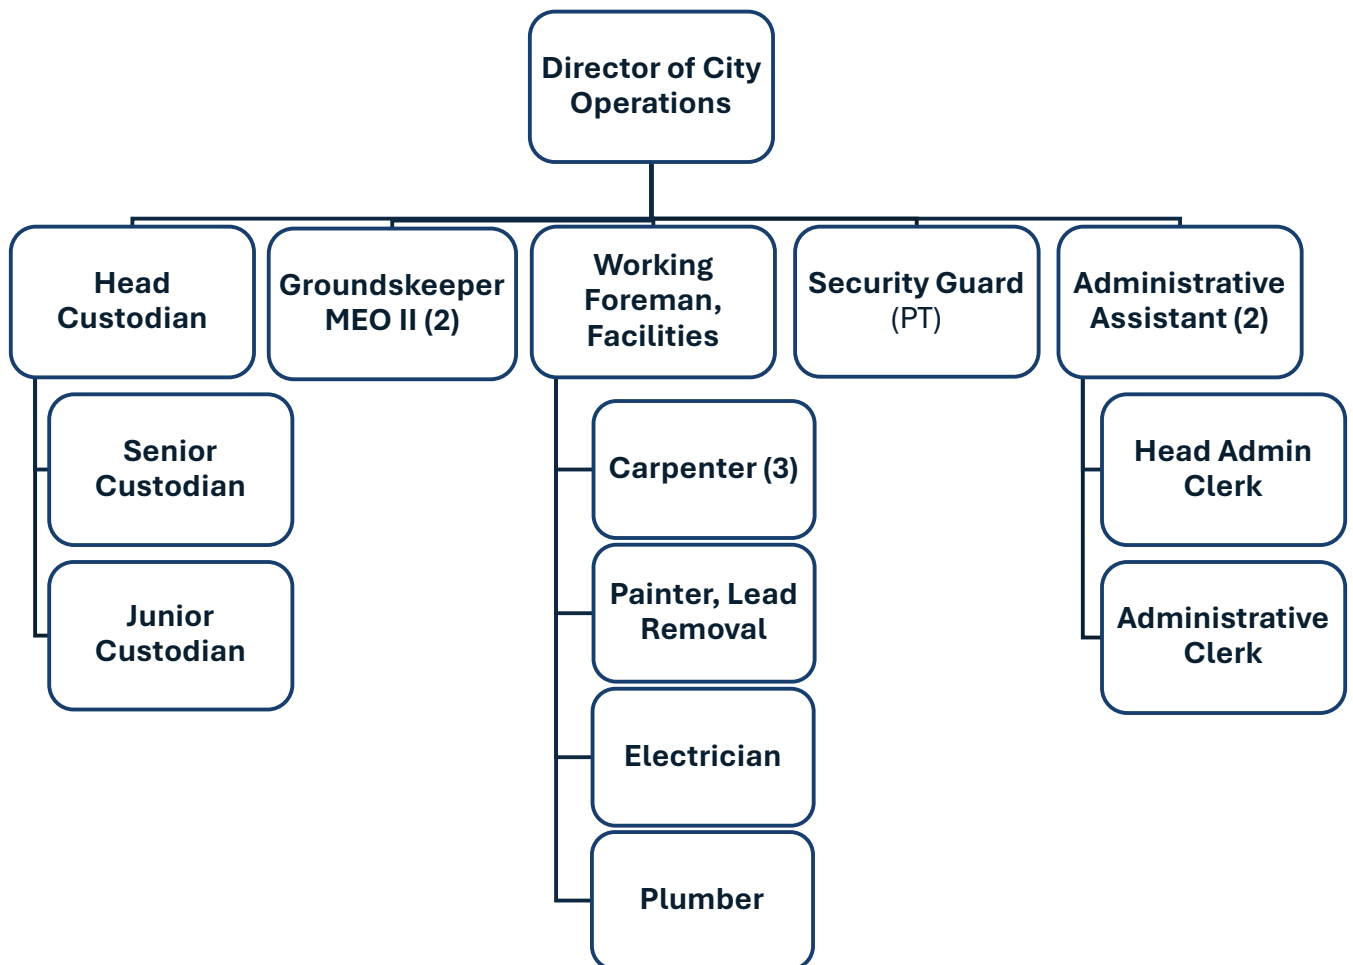 Director of City
Operations
Head
Custodian
Groundskeeper
MEO II (2)
Working
Foreman,
Facilities
Security Guard
(PT)
Administrative
Assistant (2)
Senior
Custodian
Junior
Custodian
Carpenter (3)
Painter, Lead
Removal
Electrician
Plumber
Head Admin
Clerk
Administrative
Clerk